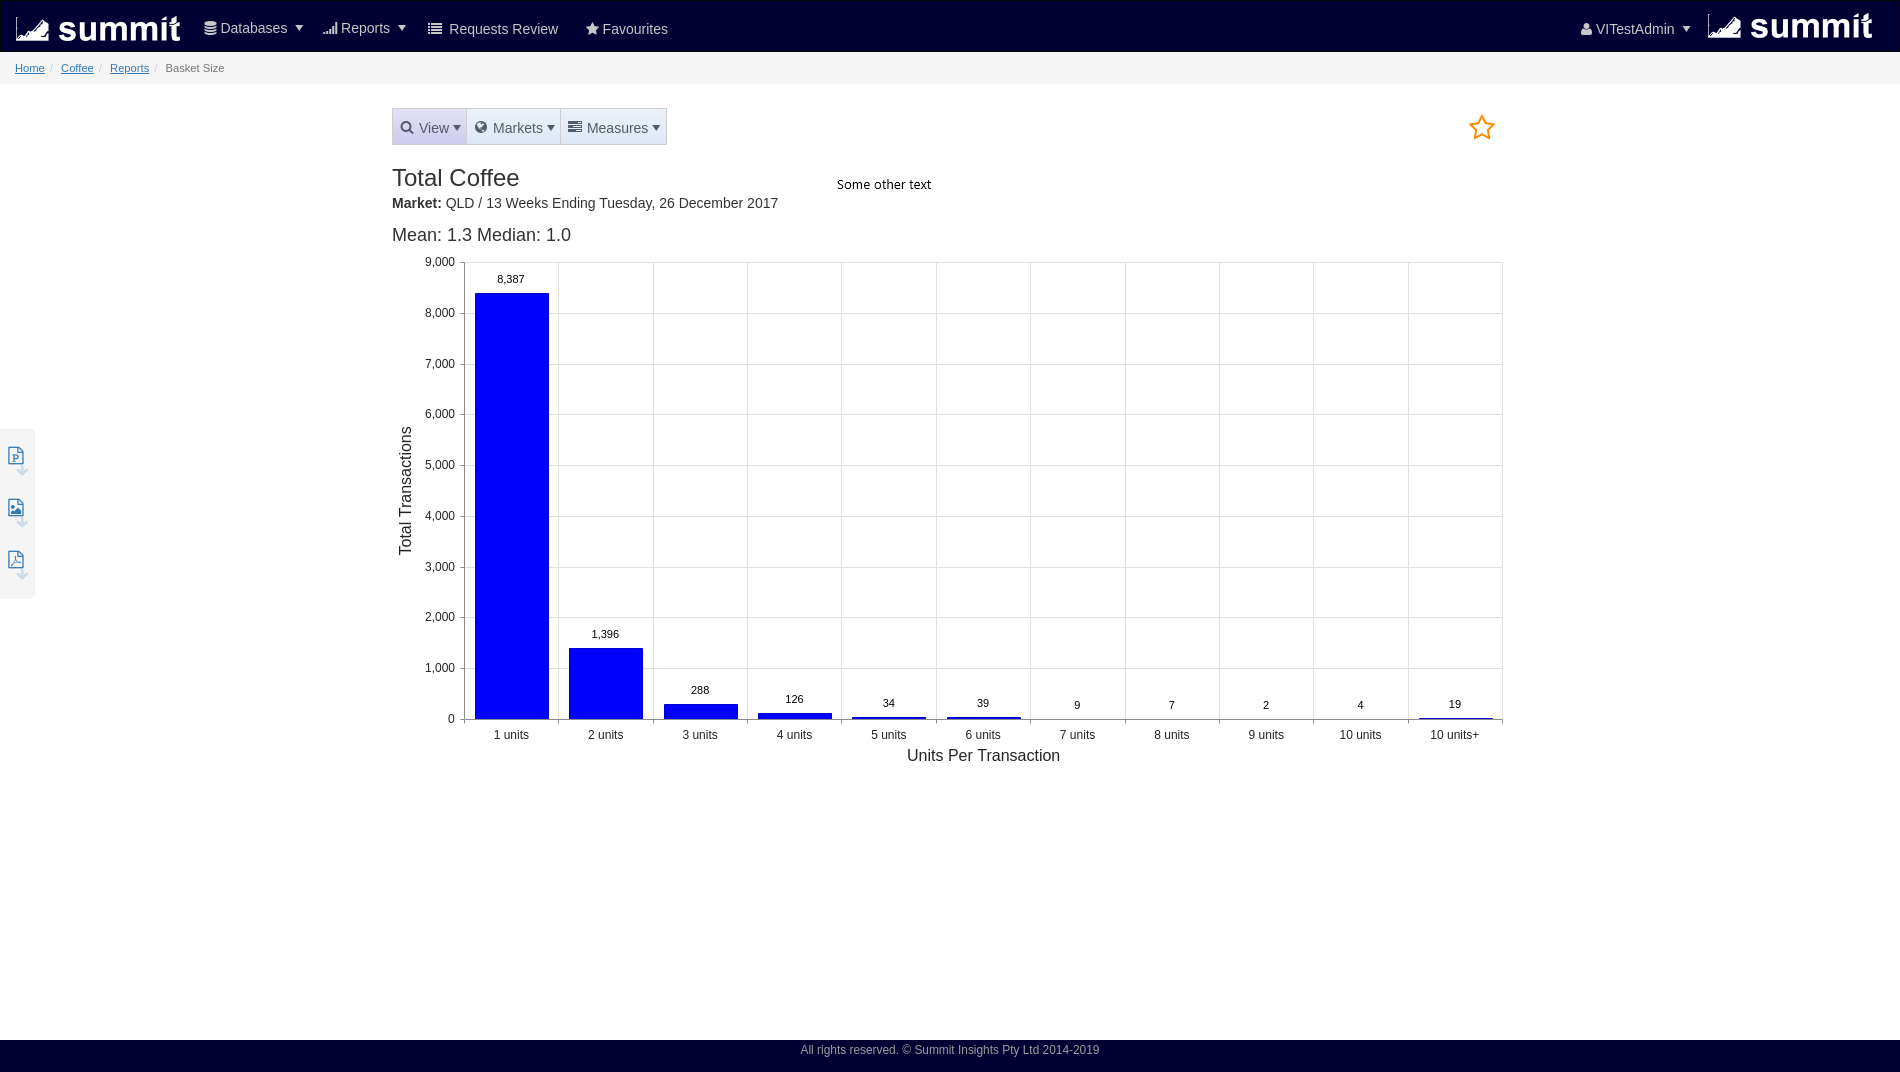 summit Databases Reports Requests Review Favourites VITestAdmin summit
Home / Coffee / Reports / Basket Size
View Markets Measures
Total Coffee
Some other text
Market: QLD / 13 Weeks Ending Tuesday, 26 December 2017
Mean: 1.3 Median: 1.0
Total Transactions
9,000
8,000
7,000
6,000
5,000
4,000
3,000
2,000
1,000
0
8,387
1,396
288
126
34
39
9
7
2
4
19
1 units 2 units 3 units 4 units 5 units 6 units 7 units 8 units 9 units 10 units 10 units+
Units Per Transaction
All rights reserved. © Summit Insights Pty Ltd 2014-2019